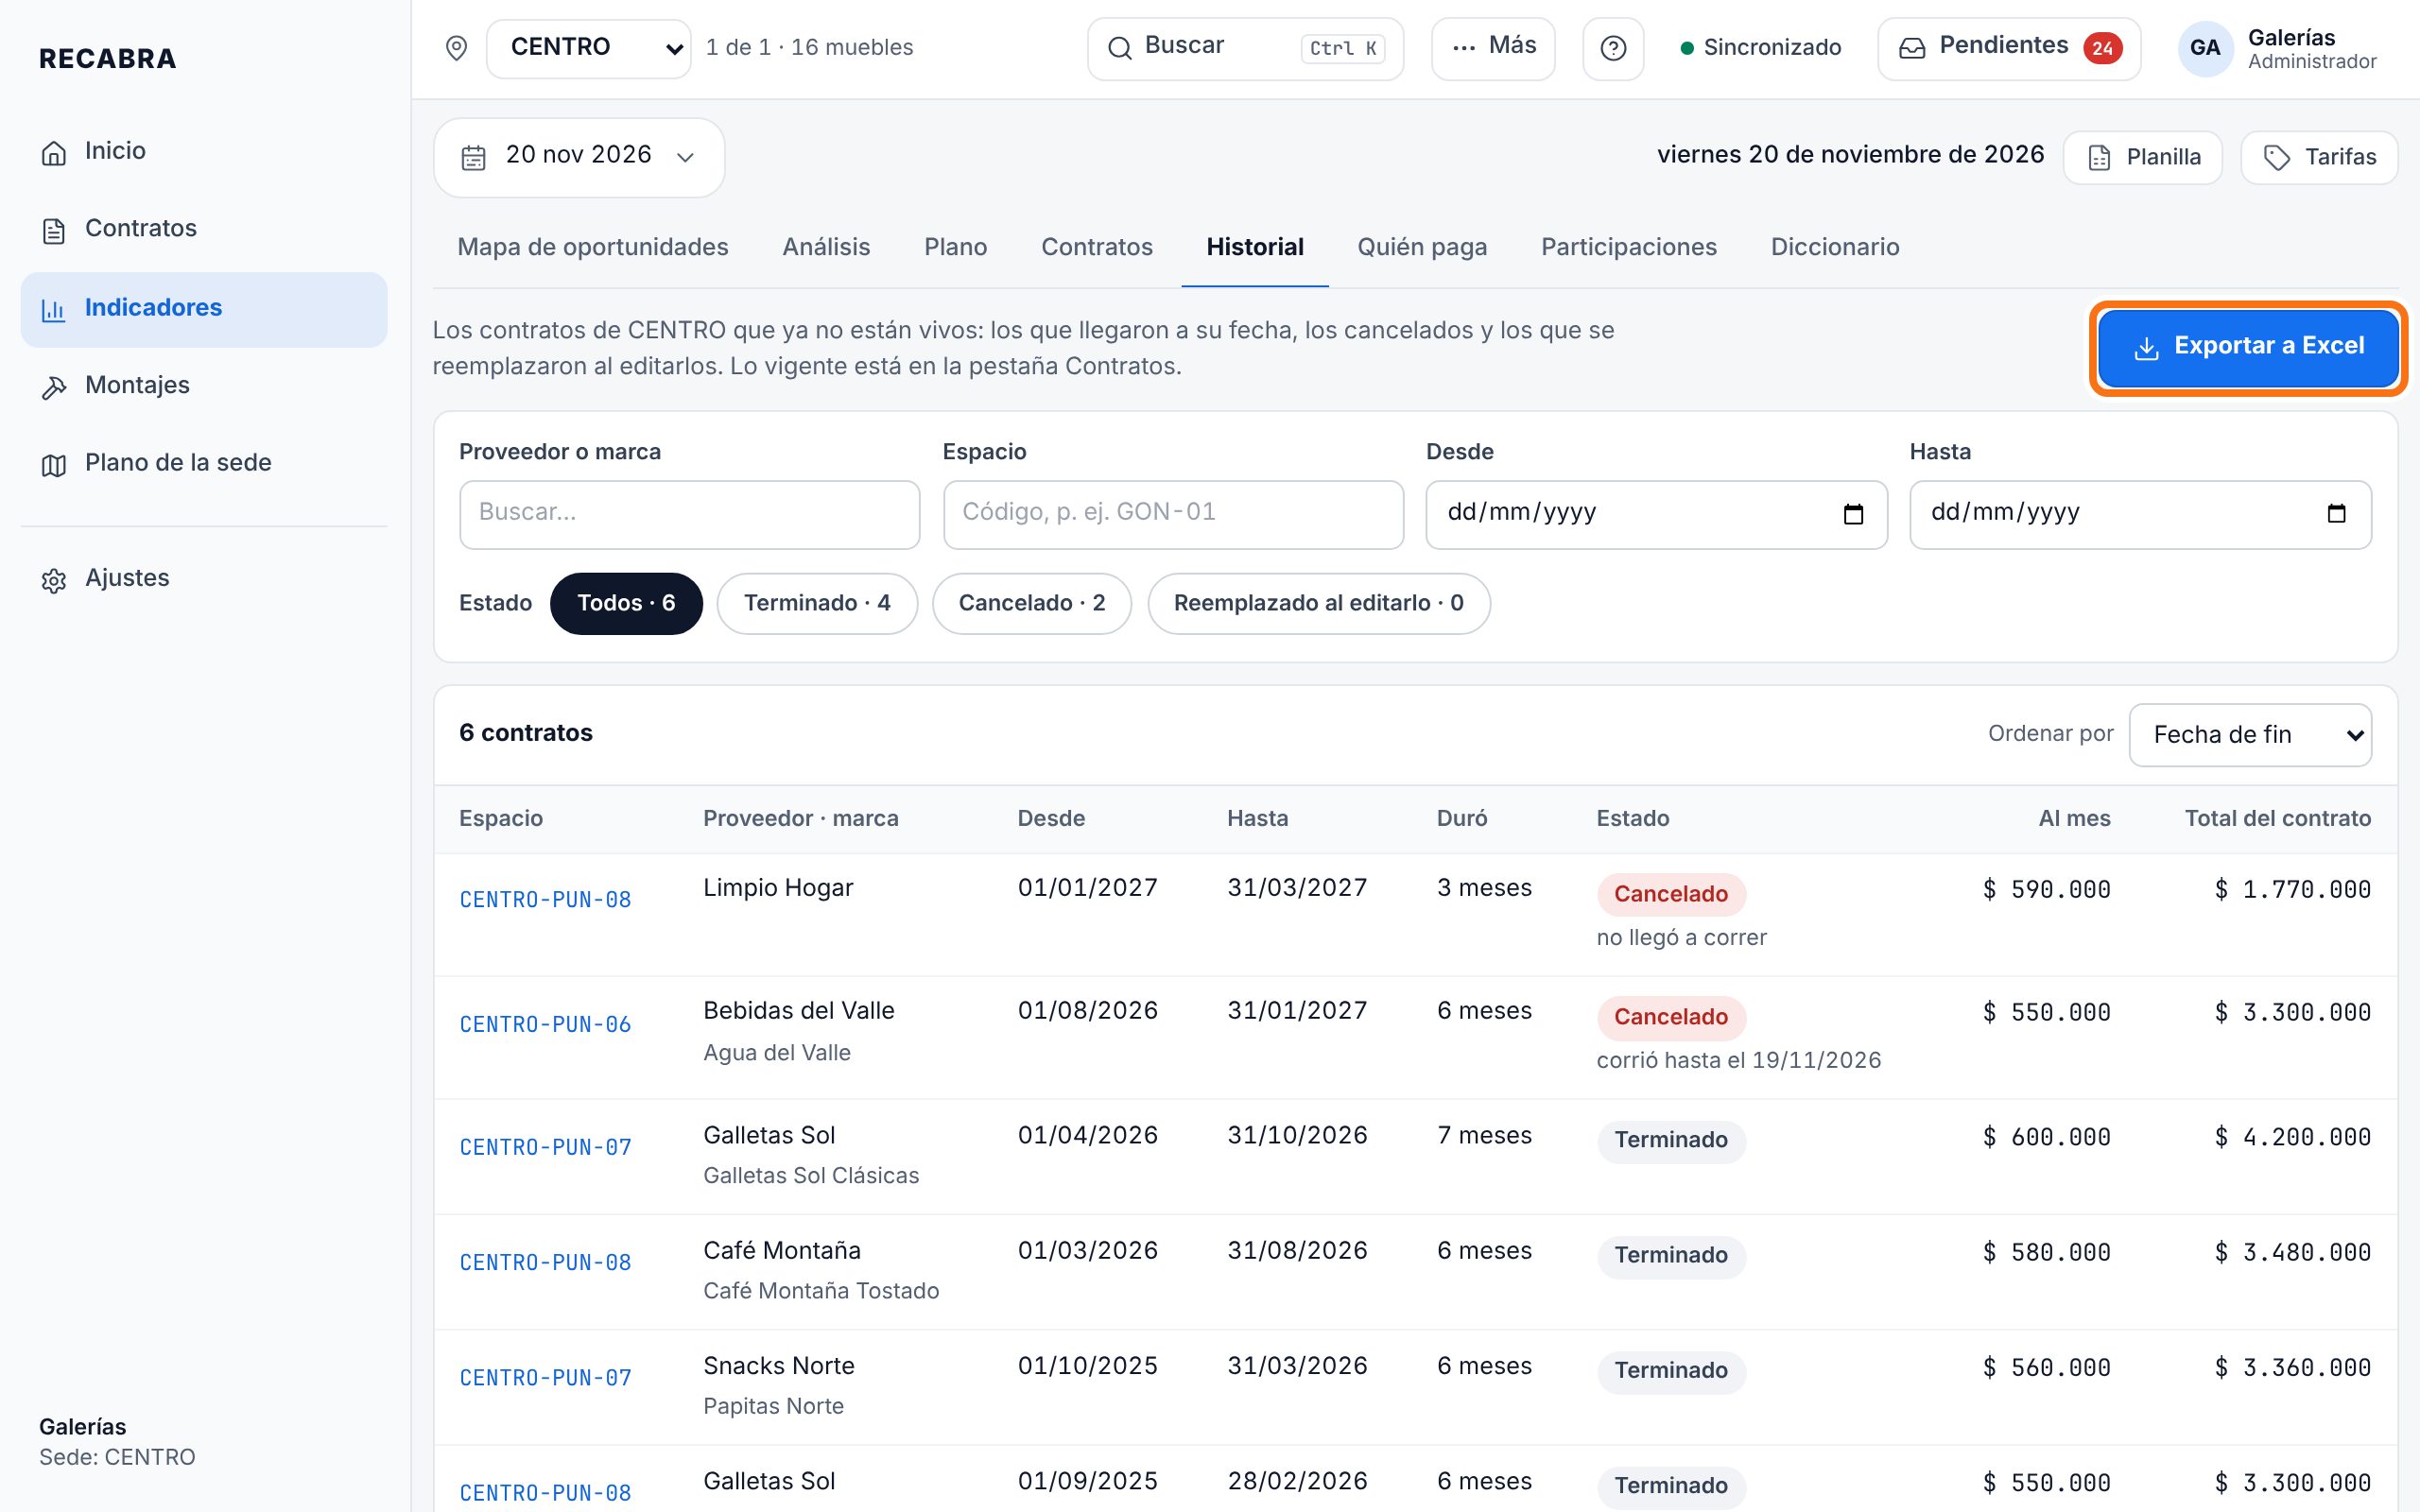 RECABRA
CENTRO
1 de 1 · 16 muebles
Buscar
Ctrl K
Más
Sincronizado
Pendientes
24
GA
Galerías
Administrador
Inicio
Contratos
Indicadores
Montajes
Plano de la sede
Ajustes
Galerías
Sede: CENTRO
20 nov 2026
viernes 20 de noviembre de 2026
Planilla
Tarifas
Mapa de oportunidades
Análisis
Plano
Contratos
Historial
Quién paga
Participaciones
Diccionario
Los contratos de CENTRO que ya no están vivos: los que llegaron a su fecha, los cancelados y los que se
reemplazaron al editarlos. Lo vigente está en la pestaña Contratos.
Exportar a Excel
Proveedor o marca
Espacio
Desde
Hasta
Buscar...
Código, p. ej. GON-01
dd/mm/yyyy
dd/mm/yyyy
Estado
Todos · 6
Terminado · 4
Cancelado · 2
Reemplazado al editarlo · 0
6 contratos
Ordenar por
Fecha de fin
Espacio Proveedor · marca Desde Hasta Duró Estado Al mes Total del contrato
CENTRO-PUN-08 Limpio Hogar 01/01/2027 31/03/2027 3 meses Cancelado $ 590.000 $ 1.770.000
no llegó a correr
CENTRO-PUN-06 Bebidas del Valle 01/08/2026 31/01/2027 6 meses Cancelado $ 550.000 $ 3.300.000
Agua del Valle corrió hasta el 19/11/2026
CENTRO-PUN-07 Galletas Sol 01/04/2026 31/10/2026 7 meses Terminado $ 600.000 $ 4.200.000
Galletas Sol Clásicas
CENTRO-PUN-08 Café Montaña 01/03/2026 31/08/2026 6 meses Terminado $ 580.000 $ 3.480.000
Café Montaña Tostado
CENTRO-PUN-07 Snacks Norte 01/10/2025 31/03/2026 6 meses Terminado $ 560.000 $ 3.360.000
Papitas Norte
CENTRO-PUN-08 Galletas Sol 01/09/2025 28/02/2026 6 meses Terminado $ 550.000 $ 3.300.000